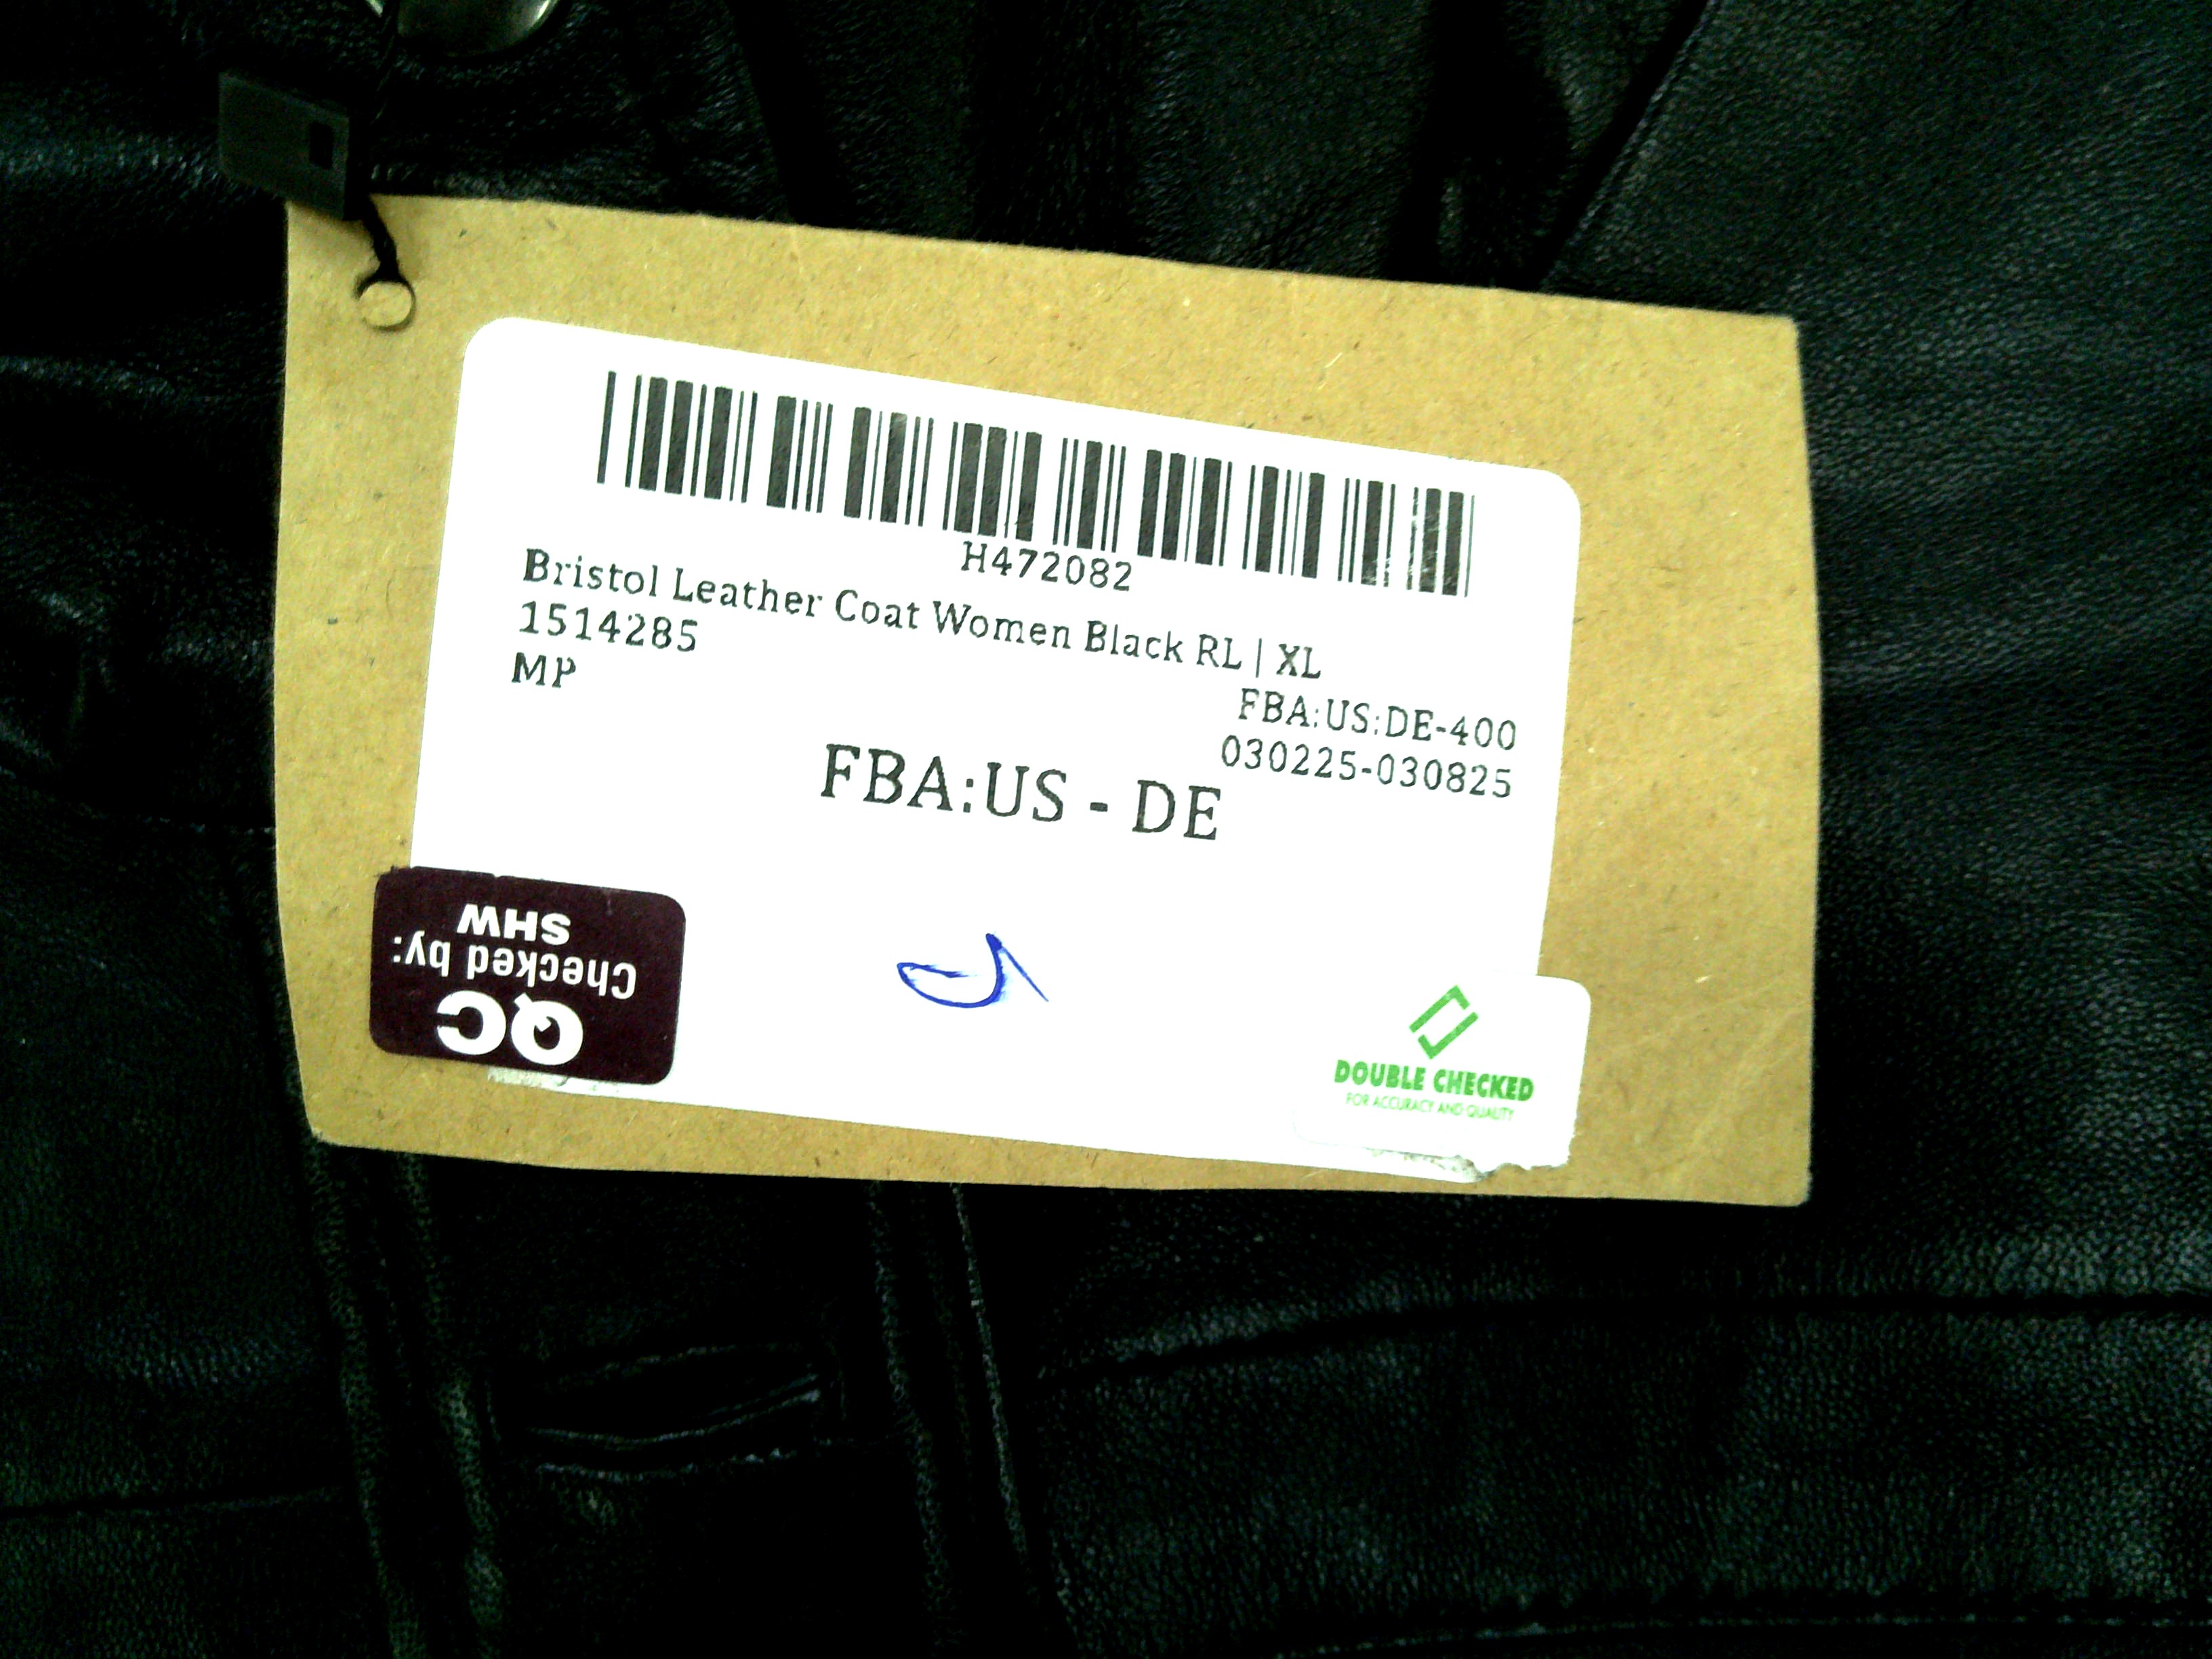 H472082
Bristol Leather Coat Women Black RL | XL
1514285
MP
FBA:US:DE-400
030225-030825
FBA:US - DE
QC
Checked by:
SHW
DOUBLE CHECKED
FOR ACCURACY AND QUALITY